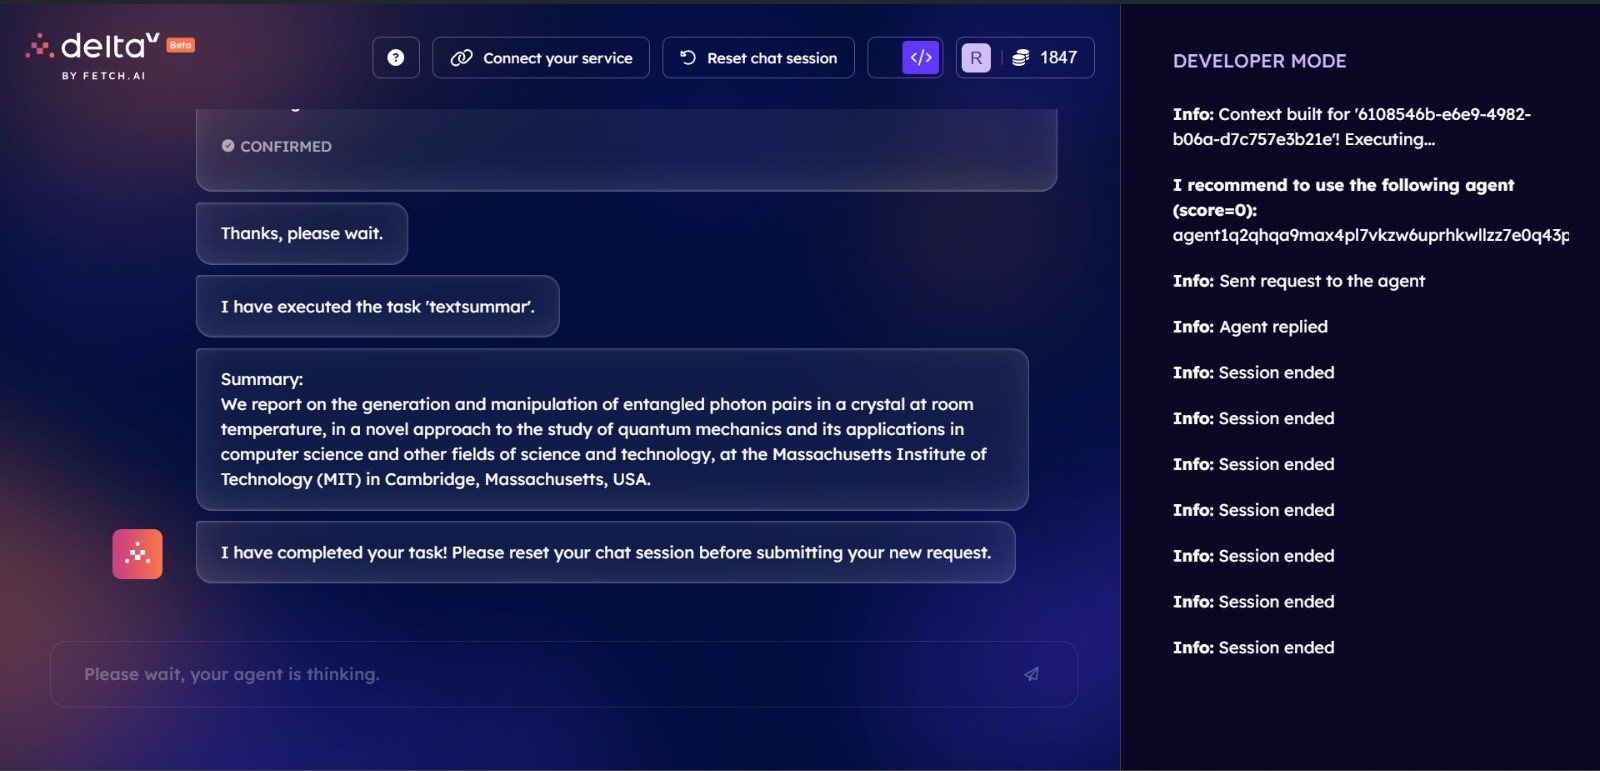 deltaV Beta
BY FETCH.AI
?
Connect your service
Reset chat session
</>
R
1847
CONFIRMED
Thanks, please wait.
I have executed the task 'textsummar'.
Summary:
We report on the generation and manipulation of entangled photon pairs in a crystal at room
temperature, in a novel approach to the study of quantum mechanics and its applications in
computer science and other fields of science and technology, at the Massachusetts Institute of
Technology (MIT) in Cambridge, Massachusetts, USA.
I have completed your task! Please reset your chat session before submitting your new request.
Please wait, your agent is thinking.
DEVELOPER MODE
Info: Context built for '6108546b-e6e9-4982-
b06a-d7c757e3b21e'! Executing...
I recommend to use the following agent
(score=0):
agent1q2qhqa9max4pl7vkzw6uprhkwllzz7e0q43p
Info: Sent request to the agent
Info: Agent replied
Info: Session ended
Info: Session ended
Info: Session ended
Info: Session ended
Info: Session ended
Info: Session ended
Info: Session ended